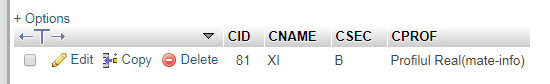 + Options
←T→ ▼ CID CNAME CSEC CPROF
Edit Copy Delete 81 XI B Profilul Real(mate-info)